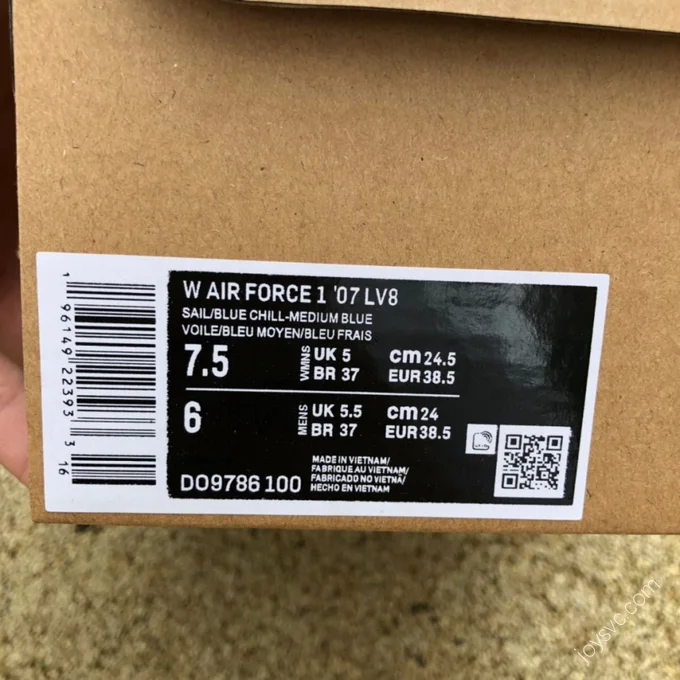 W AIR FORCE 1 '07 LV8
SAIL/BLUE CHILL-MEDIUM BLUE
VOILE/BLEU MOYEN/BLEU FRAIS
7.5 WMNS UK 5 cm 24.5
BR 37 EUR 38.5
6 MENS UK 5.5 cm 24
BR 37 EUR 38.5
MADE IN VIETNAM/
FABRIQUE AU VIETNAM/
FABRICADO NO VIETNÃ/
HECHO EN VIETNAM
DO9786 100
1 96149 22393 3 16
joysvc.com